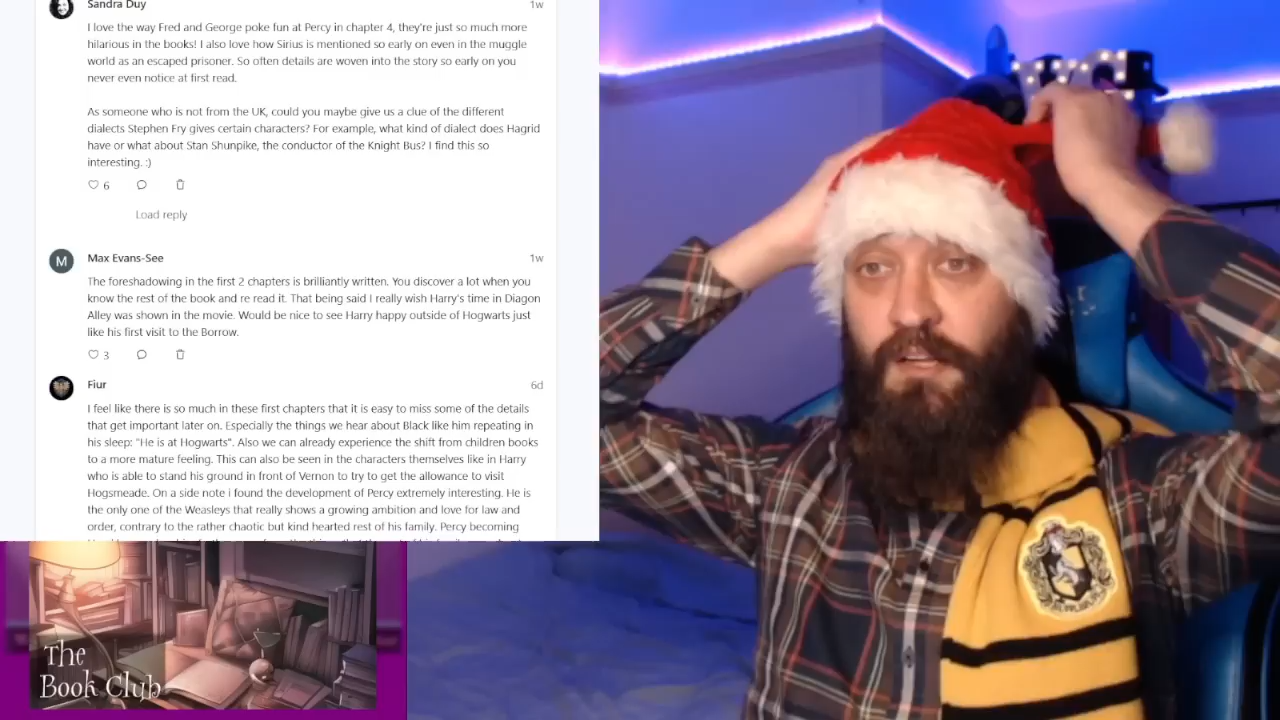 Sandra Duy
1w
I love the way Fred and George poke fun at Percy in chapter 4, they're just so much more
hilarious in the books! I also love how Sirius is mentioned so early on even in the muggle
world as an escaped prisoner. So often details are woven into the story so early on you
never even notice at first read.
As someone who is not from the UK, could you maybe give us a clue of the different
dialects Stephen Fry gives certain characters? For example, what kind of dialect does Hagrid
have or what about Stan Shunpike, the conductor of the Knight Bus? I find this so
interesting. :)
6
Load reply
M
Max Evans-See
1w
The foreshadowing in the first 2 chapters is brilliantly written. You discover a lot when you
know the rest of the book and re read it. That being said I really wish Harry's time in Diagon
Alley was shown in the movie. Would be nice to see Harry happy outside of Hogwarts just
like his first visit to the Borrow.
3
Fiur
6d
I feel like there is so much in these first chapters that it is easy to miss some of the details
that get important later on. Especially the things we hear about Black like him repeating in
his sleep: "He is at Hogwarts". Also we can already experience the shift from children books
to a more mature feeling. This can also be seen in the characters themselves like in Harry
who is able to stand his ground in front of Vernon to try to get the allowance to visit
Hogsmeade. On a side note i found the development of Percy extremely interesting. He is
the only one of the Weasleys that really shows a growing ambition and love for law and
order, contrary to the rather chaotic but kind hearted rest of his family. Percy becoming
The
Book Club